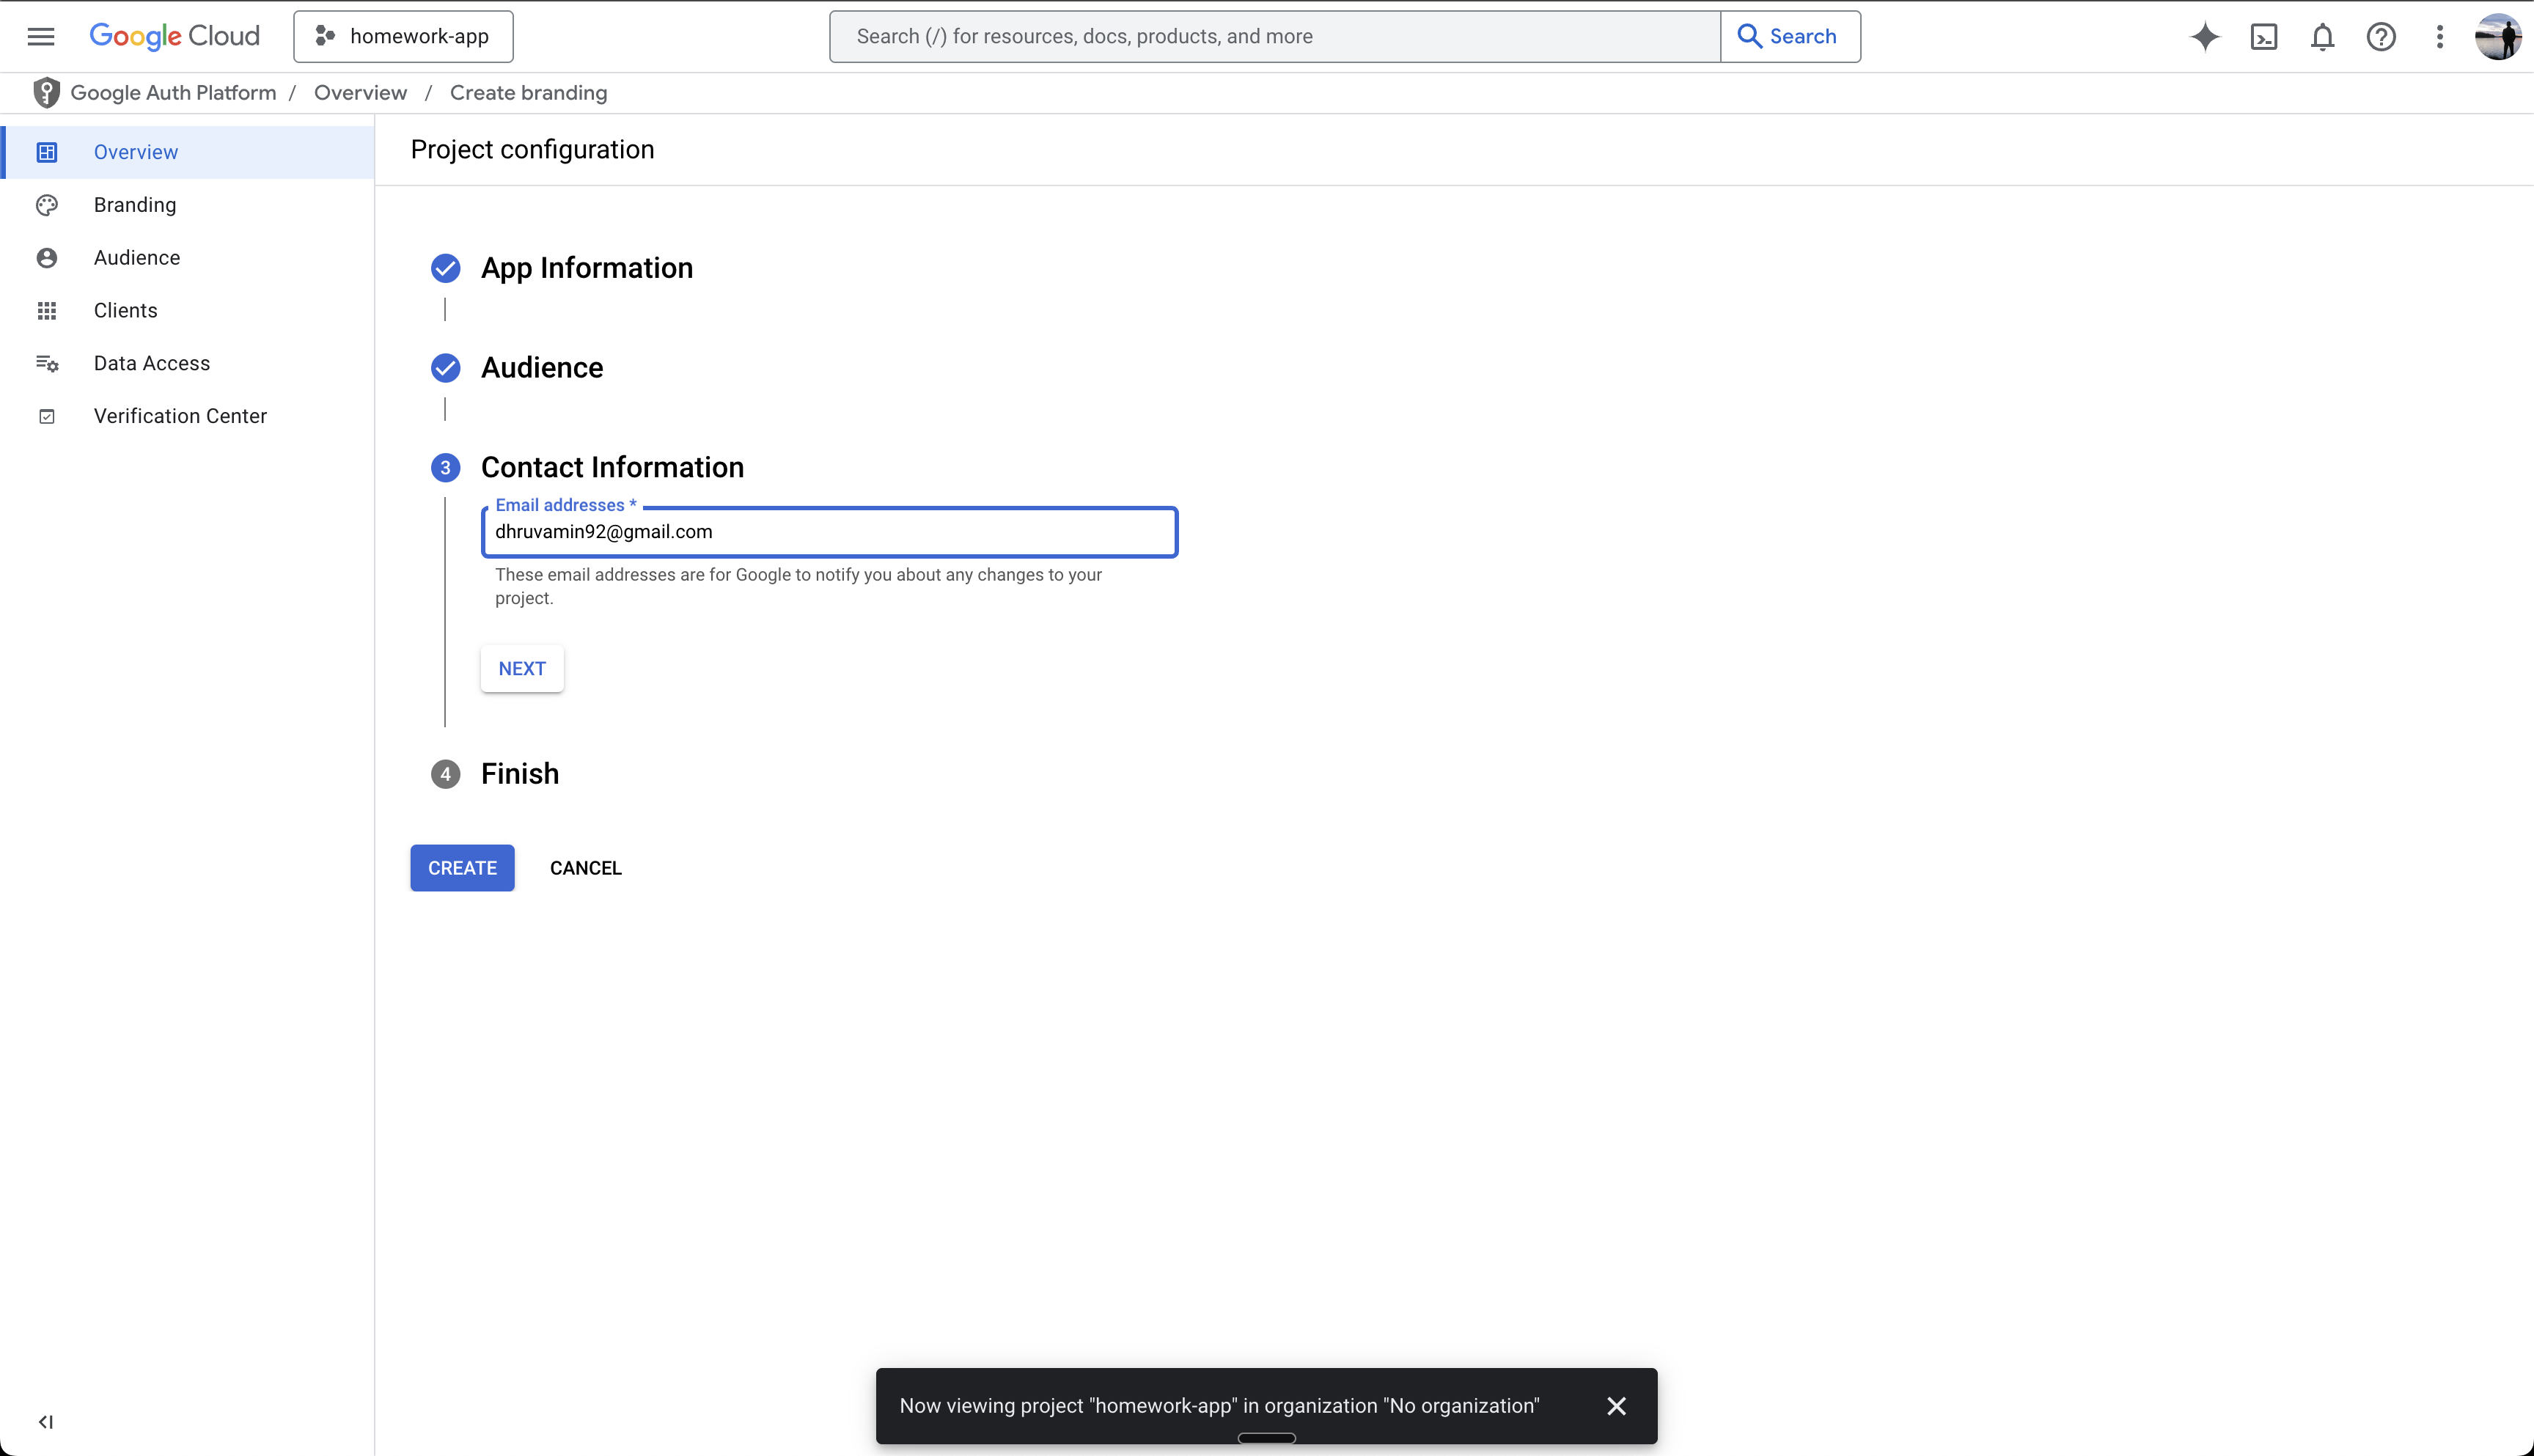 Google Cloud
homework-app
Search (/) for resources, docs, products, and more
Search
Google Auth Platform / Overview / Create branding
Overview
Branding
Audience
Clients
Data Access
Verification Center
Project configuration
App Information
Audience
3 Contact Information
Email addresses *
dhruvamin92@gmail.com
These email addresses are for Google to notify you about any changes to your
project.
NEXT
4 Finish
CREATE CANCEL
Now viewing project "homework-app" in organization "No organization"